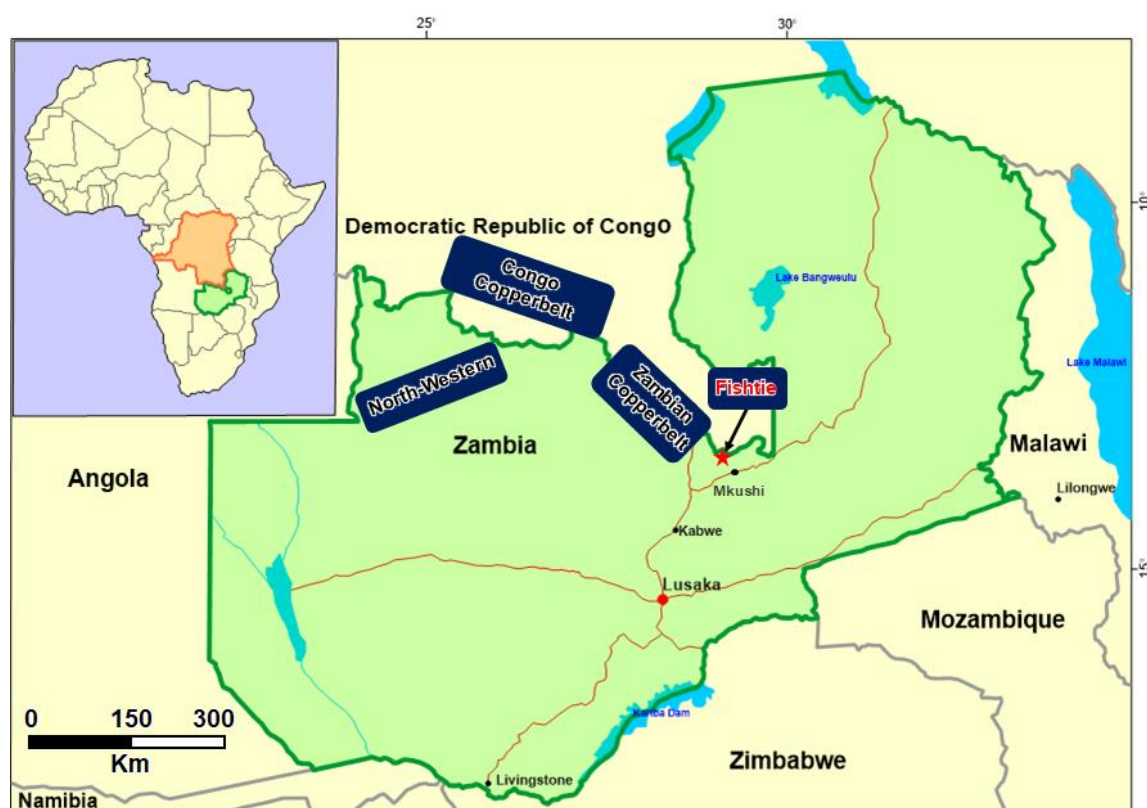 25°
30°
10°
Democratic Republic of Congo
Congo
Copperbelt
Lake Bangweulu
Lake Malawi
North-Western
Zambian
Copperbelt
Fishtie
Zambia
Malawi
Angola
Mkushi
Lilongwe
Kabwe
15°
Lusaka
Mozambique
0 150 300
Km
Kariba Dam
Zimbabwe
Livingstone
Namibia